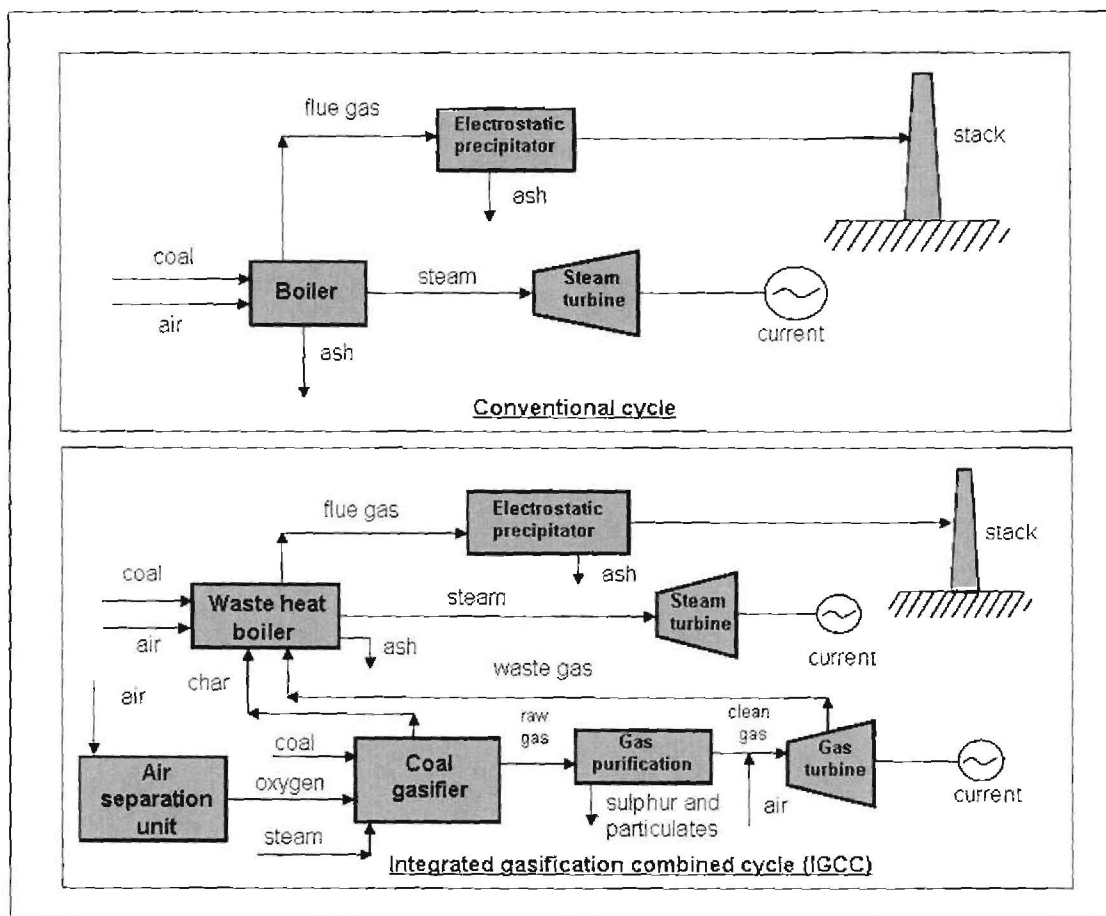 flue gas
Electrostatic
precipitator
stack
ash
coal
Boiler
steam
Steam
turbine
air
current
ash
Conventional cycle
flue gas
Electrostatic
precipitator
stack
coal
ash
Waste heat
boiler
steam
Steam
turbine
air
ash
current
char
waste gas
air
raw
gas
clean
gas
coal
Coal
gasifier
Gas
purification
Gas
turbine
Air
separation
unit
oxygen
current
sulphur and
particulates
air
steam
Integrated gasification combined cycle (IGCC)